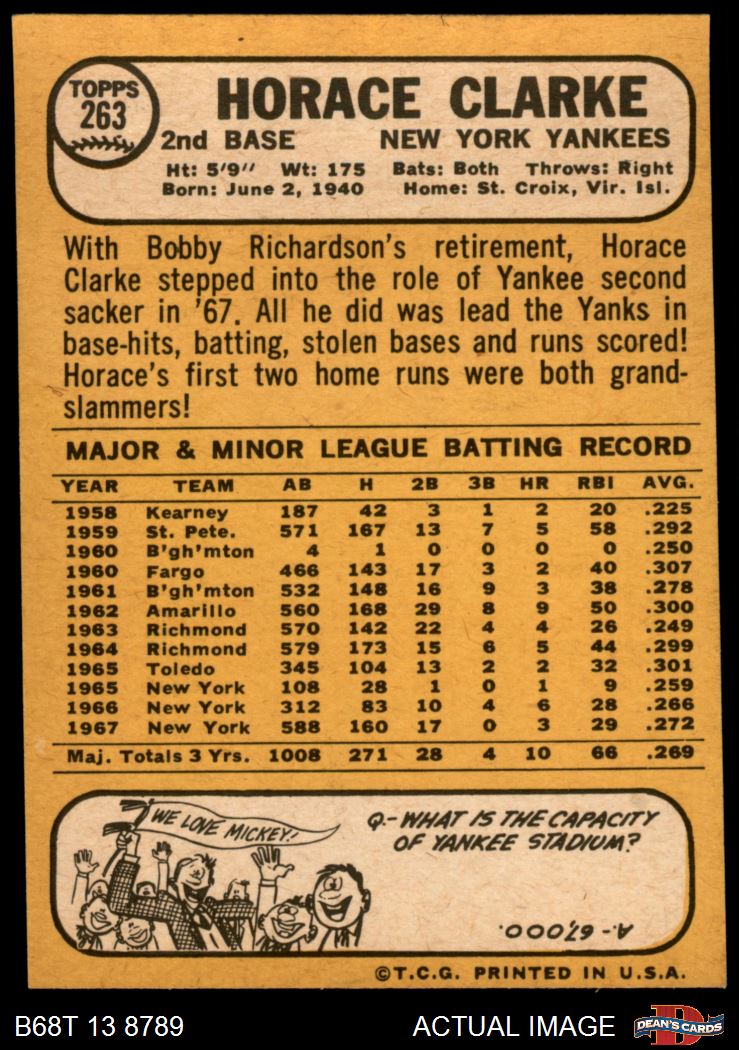 TOPPS
263
HORACE CLARKE
2nd BASE NEW YORK YANKEES
Ht: 5'9" Wt: 175 Bats: Both Throws: Right
Born: June 2, 1940 Home: St. Croix, Vir. Isl.
With Bobby Richardson's retirement, Horace
Clarke stepped into the role of Yankee second
sacker in '67. All he did was lead the Yanks in
base-hits, batting, stolen bases and runs scored!
Horace's first two home runs were both grand-
slammers!
MAJOR & MINOR LEAGUE BATTING RECORD
YEAR TEAM AB H 2B 3B HR RBI AVG.
1958 Kearney 187 42 3 1 2 20 .225
1959 St. Pete. 571 167 13 7 5 58 .292
1960 B'gh'mton 4 1 0 0 0 0 .250
1960 Fargo 466 143 17 3 2 40 .307
1961 B'gh'mton 532 148 16 9 3 38 .278
1962 Amarillo 560 168 29 8 9 50 .300
1963 Richmond 570 142 22 4 4 26 .249
1964 Richmond 579 173 15 6 5 44 .299
1965 Toledo 345 104 13 2 2 32 .301
1965 New York 108 28 1 0 1 9 .259
1966 New York 312 83 10 4 6 28 .266
1967 New York 588 160 17 0 3 29 .272
Maj. Totals 3 Yrs. 1008 271 28 4 10 66 .269
WE LOVE MICKEY!
Q.- WHAT IS THE CAPACITY
OF YANKEE STADIUM?
A.- 67,000.
©T.C.G. PRINTED IN U.S.A.
B68T 13 8789 ACTUAL IMAGE
D
DEAN'S CARDS